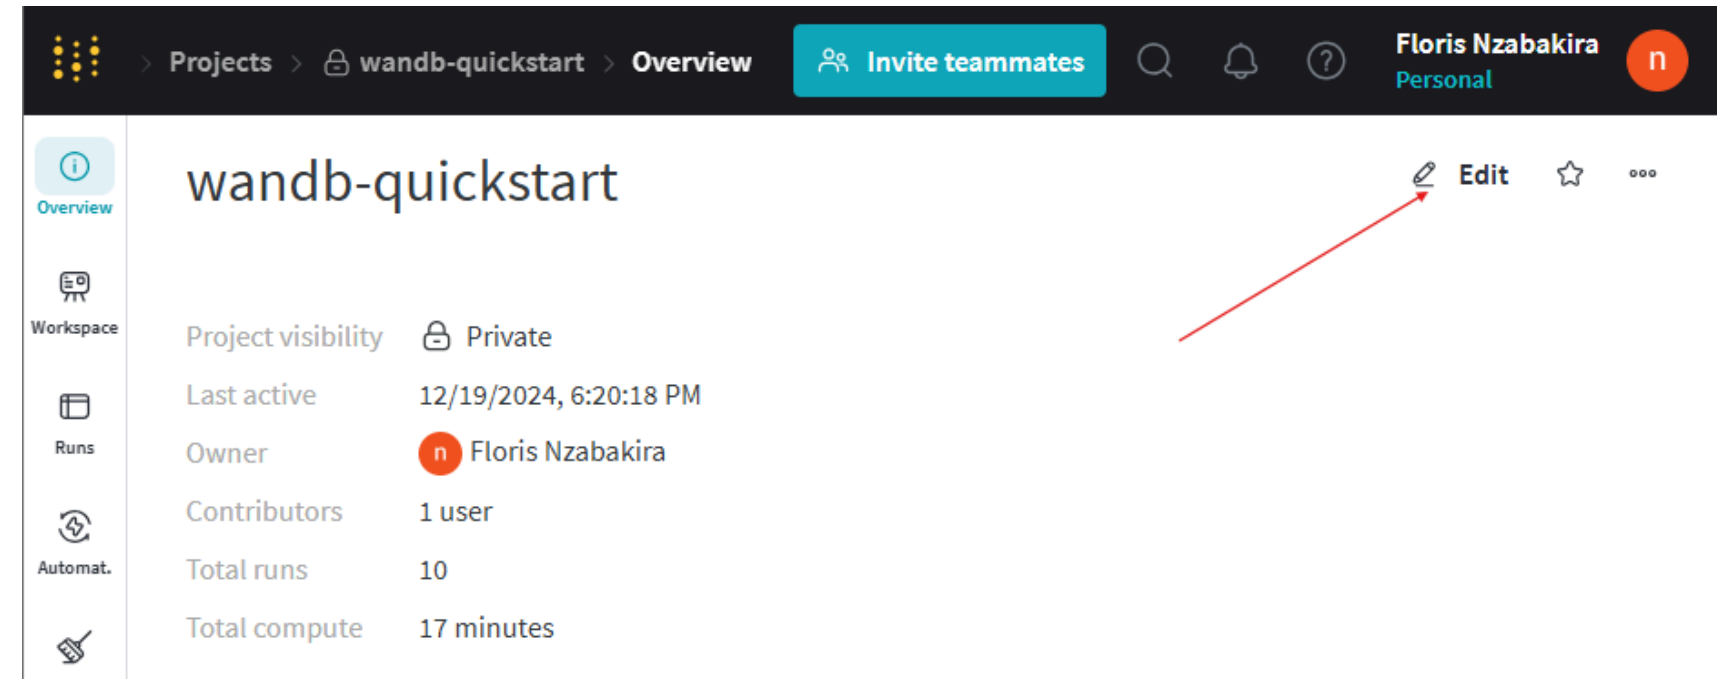 > Projects > wandb-quickstart > Overview
Invite teammates
Floris Nzabakira
Personal
n
Overview
Workspace
Runs
Automat.
wandb-quickstart
Edit
Project visibility Private
Last active 12/19/2024, 6:20:18 PM
Owner n Floris Nzabakira
Contributors 1 user
Total runs 10
Total compute 17 minutes